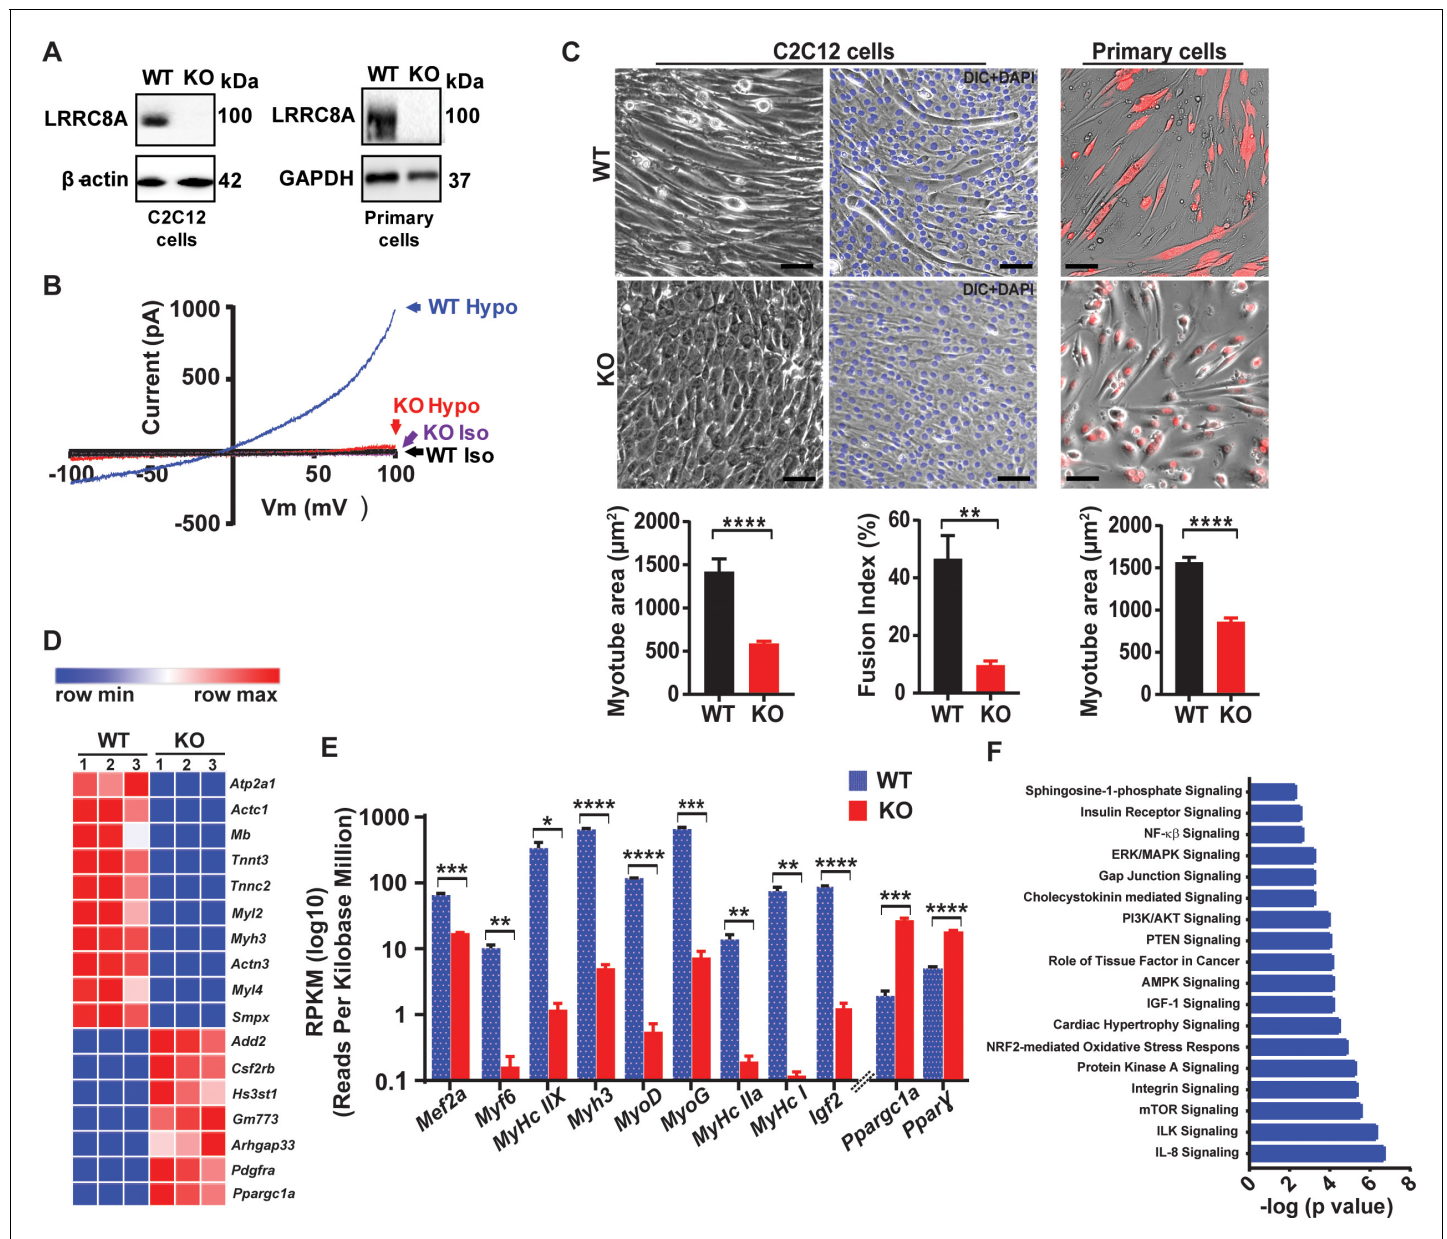 A
WT KO kDa
LRRC8A
100
β-actin
42
C2C12
cells
WT KO kDa
LRRC8A
100
GAPDH
37
Primary
cells
B
Current (pA)
1000
500
-500
-100
-50
50
100
Vm (mV )
WT Hypo
KO Hypo
KO Iso
WT Iso
C
C2C12 cells
Primary cells
WT
DIC+DAPI
KO
DIC+DAPI
Myotube area (μm2)
2000
1500
1000
500
0
****
WT KO
Fusion Index (%)
60
40
20
0
**
WT KO
Myotube area (μm2)
2000
1500
1000
500
0
****
WT KO
D
row min
row max
WT KO
1 2 3 1 2 3
Atp2a1
Actc1
Mb
Tnnt3
Tnnc2
Myl2
Myh3
Actn3
Myl4
Smpx
Add2
Csf2rb
Hs3st1
Gm773
Arhgap33
Pdgfra
Ppargc1a
E
WT
KO
RPKM (log10)
(Reads Per Kilobase Million)
1000
100
10
1
0.1
***
**
*
****
****
***
**
**
****
***
****
Mef2a
Myf6
MyHc IIX
Myh3
MyoD
MyoG
MyHc IIa
MyHc I
Igf2
Ppargc1a
Pparɣ
F
Sphingosine-1-phosphate Signaling
Insulin Receptor Signaling
NF-κβ Signaling
ERK/MAPK Signaling
Gap Junction Signaling
Cholecystokinin mediated Signaling
PI3K/AKT Signaling
PTEN Signaling
Role of Tissue Factor in Cancer
AMPK Signaling
IGF-1 Signaling
Cardiac Hypertrophy Signaling
NRF2-mediated Oxidative Stress Respons
Protein Kinase A Signaling
Integrin Signaling
mTOR Signaling
ILK Signaling
IL-8 Signaling
0 2 4 6 8
-log (p value)